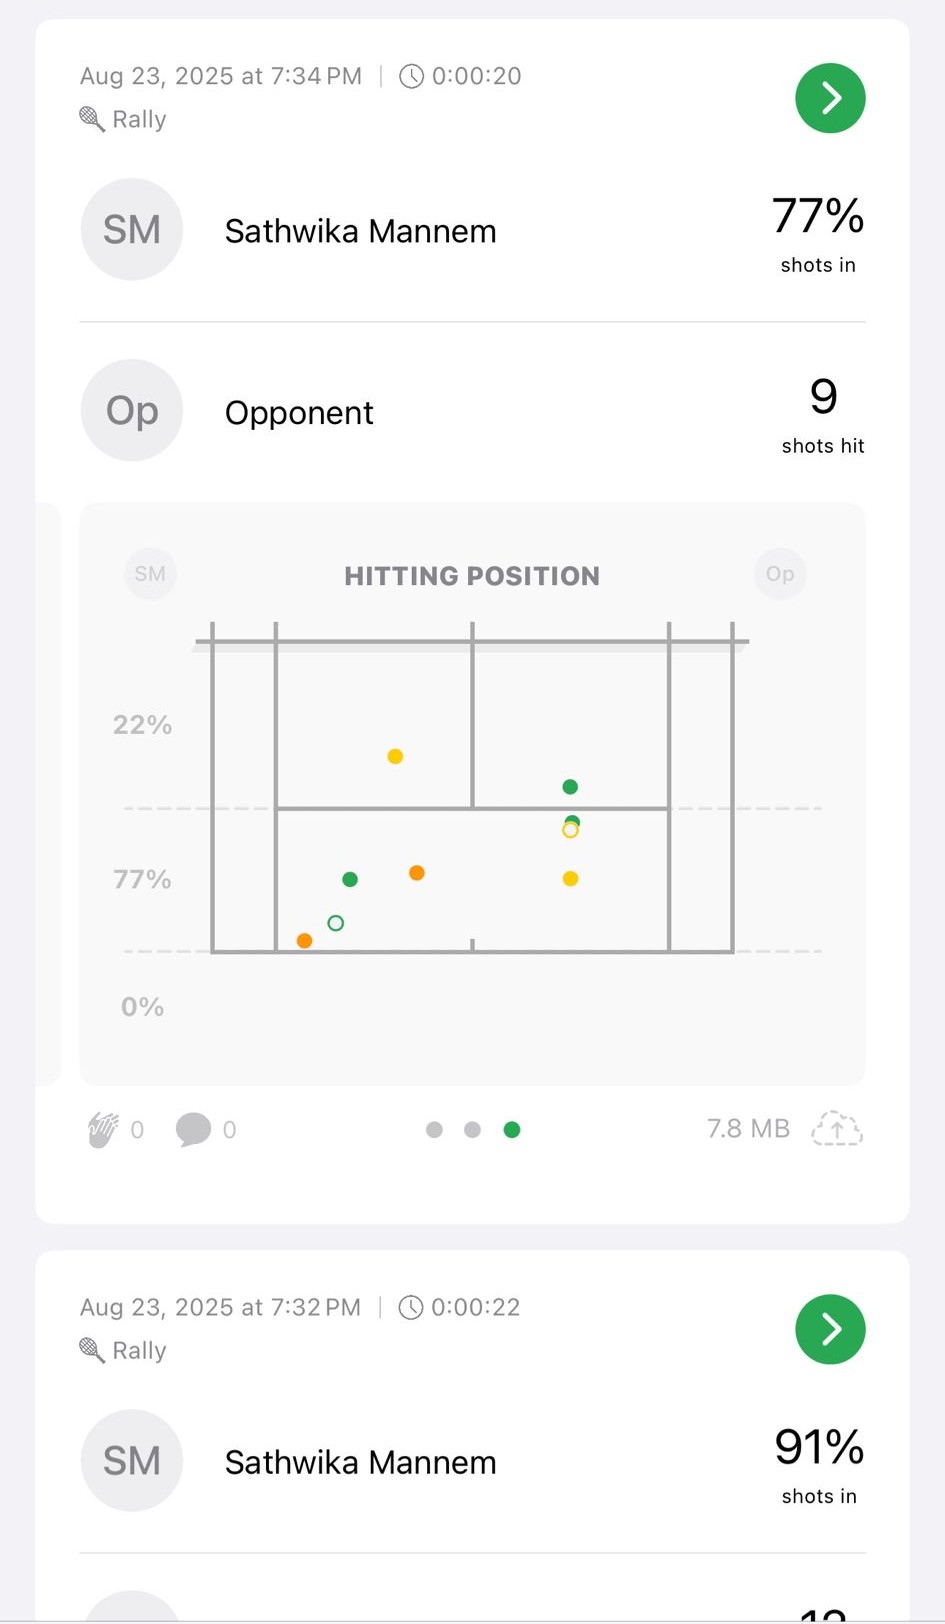 Aug 23, 2025 at 7:34 PM | 0:00:20
Rally
SM Sathwika Mannem 77%
shots in
Op Opponent 9
shots hit
SM HITTING POSITION Op
22%
77%
0%
0 0 7.8 MB
Aug 23, 2025 at 7:32 PM | 0:00:22
Rally
SM Sathwika Mannem 91%
shots in